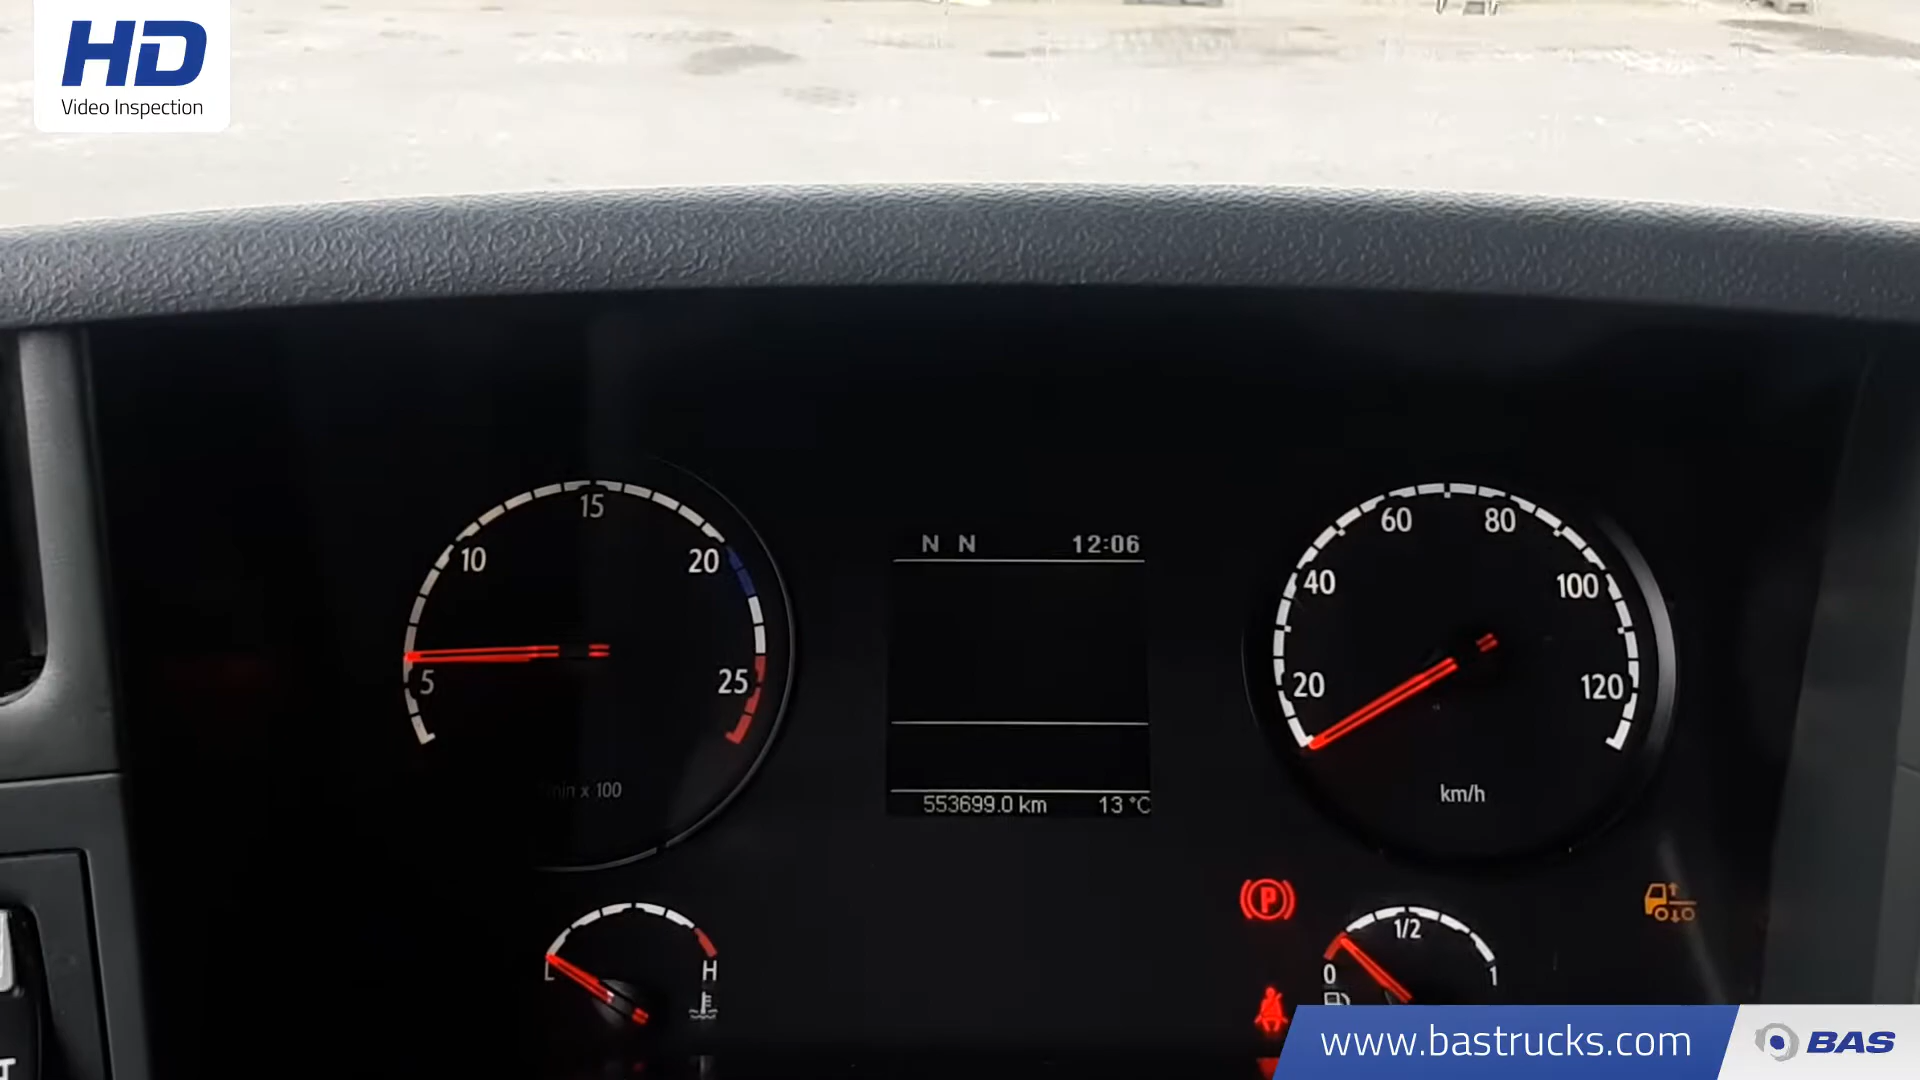 HD
Video Inspection
15
10
20
5
25
min x 100
N N 12:06
553699.0 km 13 °C
60
80
40
100
20
120
km/h
L
H
P
0
1/2
1
www.bastrucks.com
BAS